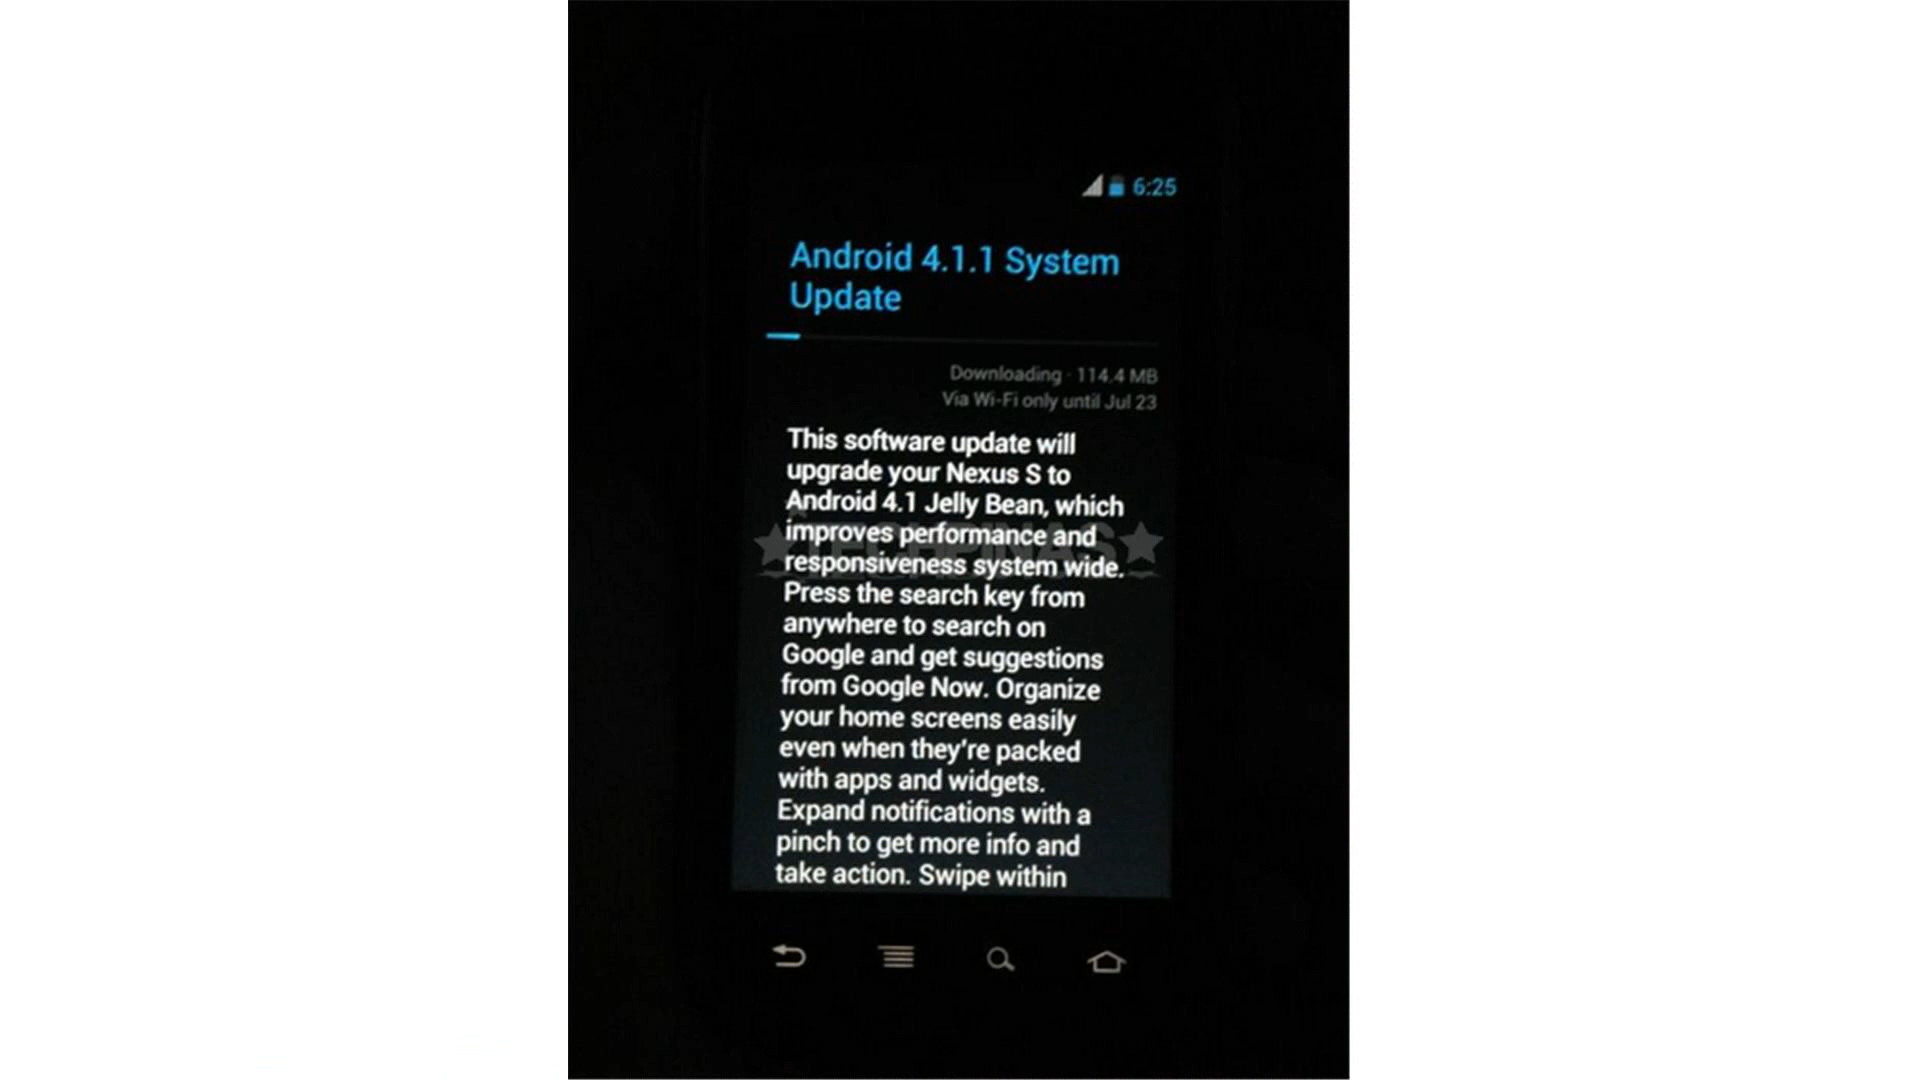 6:25
Android 4.1.1 System
Update
Downloading · 114.4 MB
Via Wi-Fi only until Jul 23
This software update will
upgrade your Nexus S to
Android 4.1 Jelly Bean, which
improves performance and
TECHPINAS
responsiveness system wide.
Press the search key from
anywhere to search on
Google and get suggestions
from Google Now. Organize
your home screens easily
even when they're packed
with apps and widgets.
Expand notifications with a
pinch to get more info and
take action. Swipe within